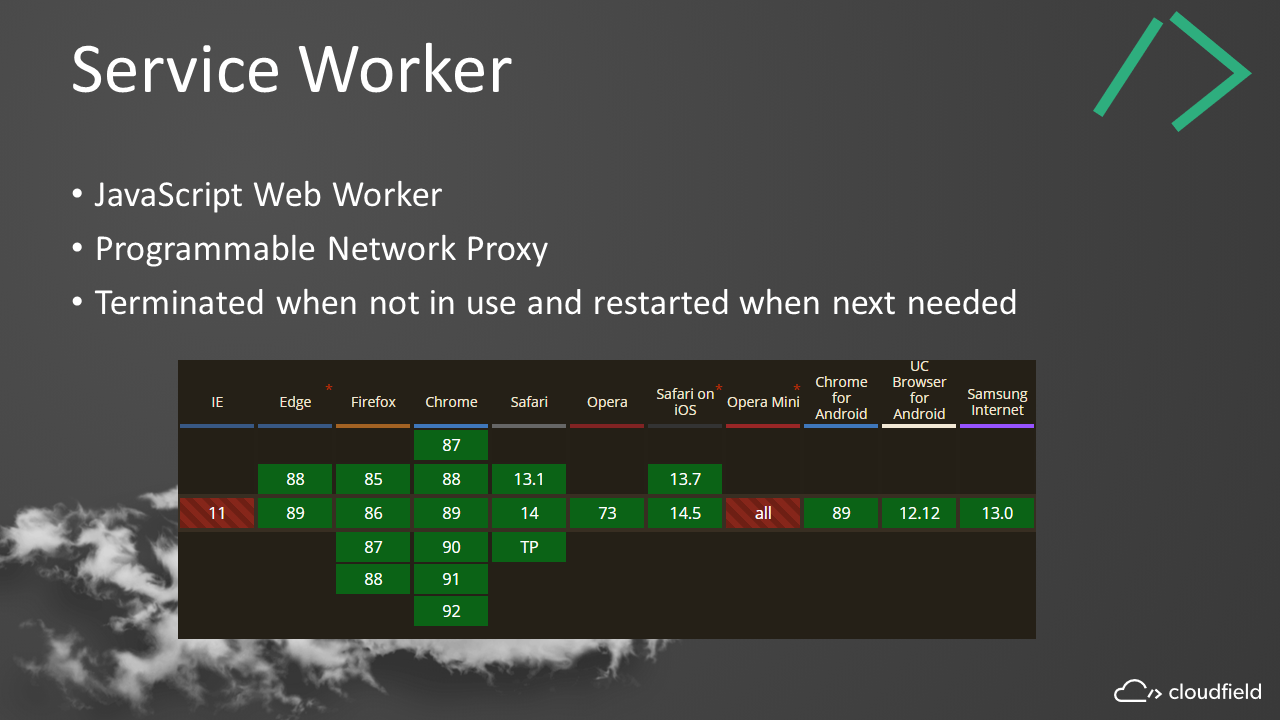 Service Worker
• JavaScript Web Worker
• Programmable Network Proxy
• Terminated when not in use and restarted when next needed
IE Edge * Firefox Chrome Safari Opera Safari on iOS * Opera Mini * Chrome for Android UC Browser for Android Samsung Internet
87
88 85 88 13.1 13.7
11 89 86 89 14 73 14.5 all 89 12.12 13.0
87 90 TP
88 91
92
cloudfield